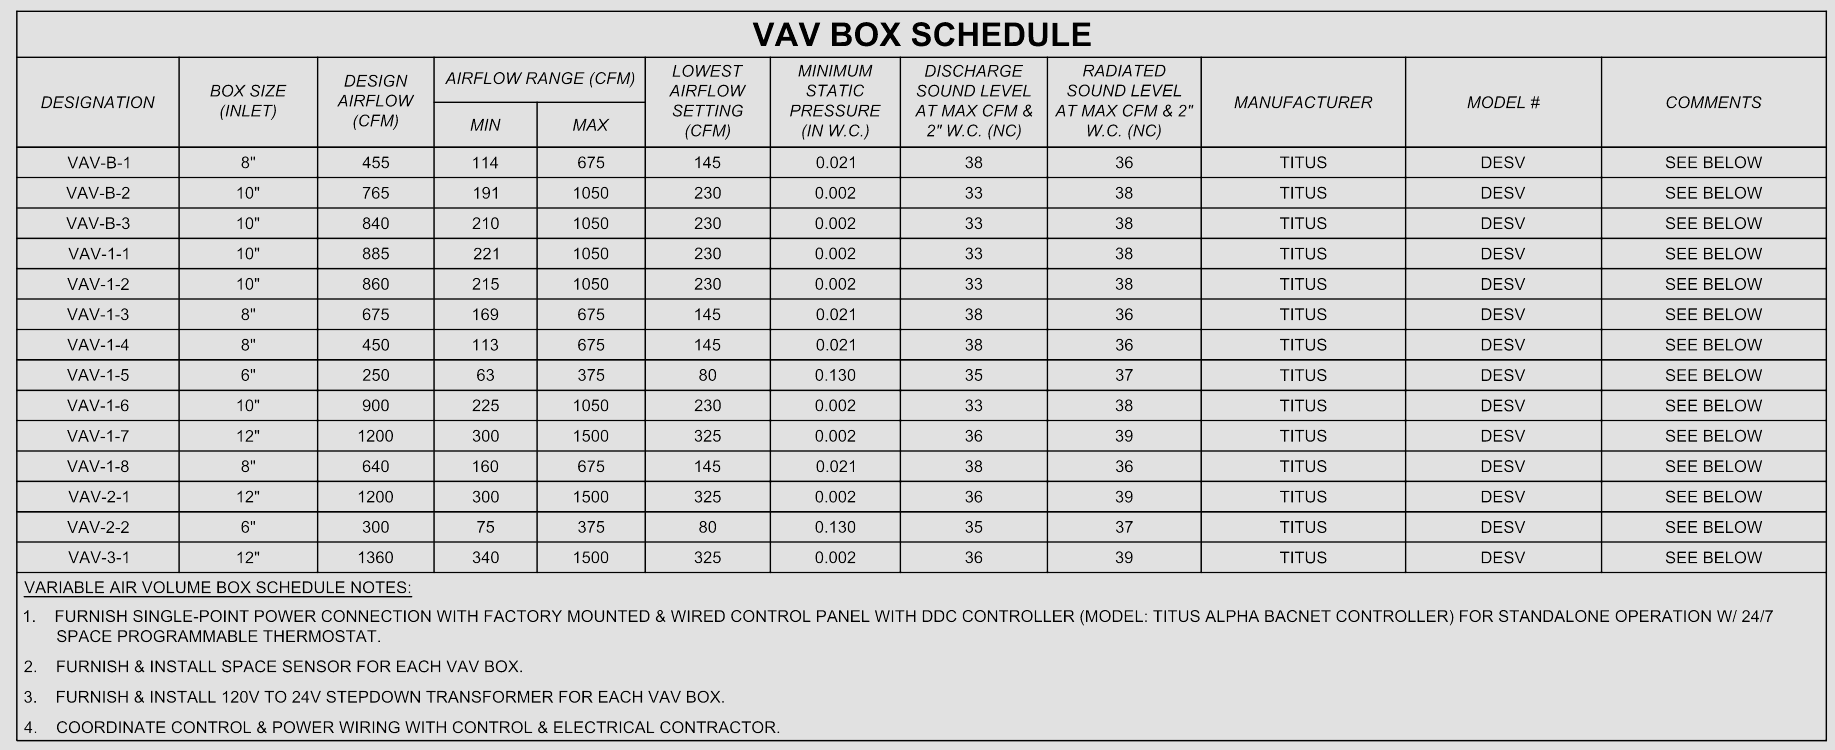 VAV BOX SCHEDULE
DESIGNATION
BOX SIZE
(INLET)
DESIGN
AIRFLOW
(CFM)
AIRFLOW RANGE (CFM)
MIN
MAX
LOWEST
AIRFLOW
SETTING
(CFM)
MINIMUM
STATIC
PRESSURE
(IN W.C.)
DISCHARGE
SOUND LEVEL
AT MAX CFM &
2" W.C. (NC)
RADIATED
SOUND LEVEL
AT MAX CFM & 2"
W.C. (NC)
MANUFACTURER
MODEL #
COMMENTS
VAV-B-1 8" 455 114 675 145 0.021 38 36 TITUS DESV SEE BELOW
VAV-B-2 10" 765 191 1050 230 0.002 33 38 TITUS DESV SEE BELOW
VAV-B-3 10" 840 210 1050 230 0.002 33 38 TITUS DESV SEE BELOW
VAV-1-1 10" 885 221 1050 230 0.002 33 38 TITUS DESV SEE BELOW
VAV-1-2 10" 860 215 1050 230 0.002 33 38 TITUS DESV SEE BELOW
VAV-1-3 8" 675 169 675 145 0.021 38 36 TITUS DESV SEE BELOW
VAV-1-4 8" 450 113 675 145 0.021 38 36 TITUS DESV SEE BELOW
VAV-1-5 6" 250 63 375 80 0.130 35 37 TITUS DESV SEE BELOW
VAV-1-6 10" 900 225 1050 230 0.002 33 38 TITUS DESV SEE BELOW
VAV-1-7 12" 1200 300 1500 325 0.002 36 39 TITUS DESV SEE BELOW
VAV-1-8 8" 640 160 675 145 0.021 38 36 TITUS DESV SEE BELOW
VAV-2-1 12" 1200 300 1500 325 0.002 36 39 TITUS DESV SEE BELOW
VAV-2-2 6" 300 75 375 80 0.130 35 37 TITUS DESV SEE BELOW
VAV-3-1 12" 1360 340 1500 325 0.002 36 39 TITUS DESV SEE BELOW
VARIABLE AIR VOLUME BOX SCHEDULE NOTES:
1. FURNISH SINGLE-POINT POWER CONNECTION WITH FACTORY MOUNTED & WIRED CONTROL PANEL WITH DDC CONTROLLER (MODEL: TITUS ALPHA BACNET CONTROLLER) FOR STANDALONE OPERATION W/ 24/7
SPACE PROGRAMMABLE THERMOSTAT.
2. FURNISH & INSTALL SPACE SENSOR FOR EACH VAV BOX.
3. FURNISH & INSTALL 120V TO 24V STEPDOWN TRANSFORMER FOR EACH VAV BOX.
4. COORDINATE CONTROL & POWER WIRING WITH CONTROL & ELECTRICAL CONTRACTOR.